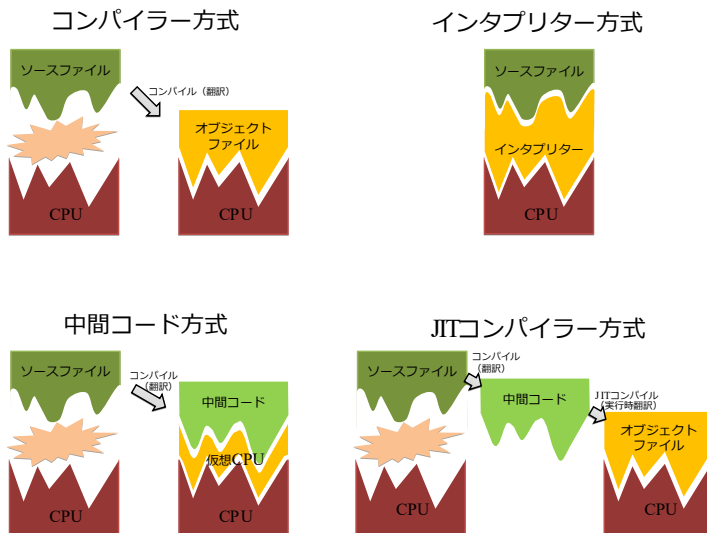 コンパイラー方式
ソースファイル
コンパイル（翻訳）
オブジェクト
ファイル
CPU
CPU
インタプリター方式
ソースファイル
インタプリター
CPU
中間コード方式
ソースファイル
コンパイル
（翻訳）
中間コード
仮想CPU
CPU
CPU
JITコンパイラー方式
ソースファイル
コンパイル
（翻訳）
中間コード
JITコンパイル
（実行時翻訳）
オブジェクト
ファイル
CPU
CPU